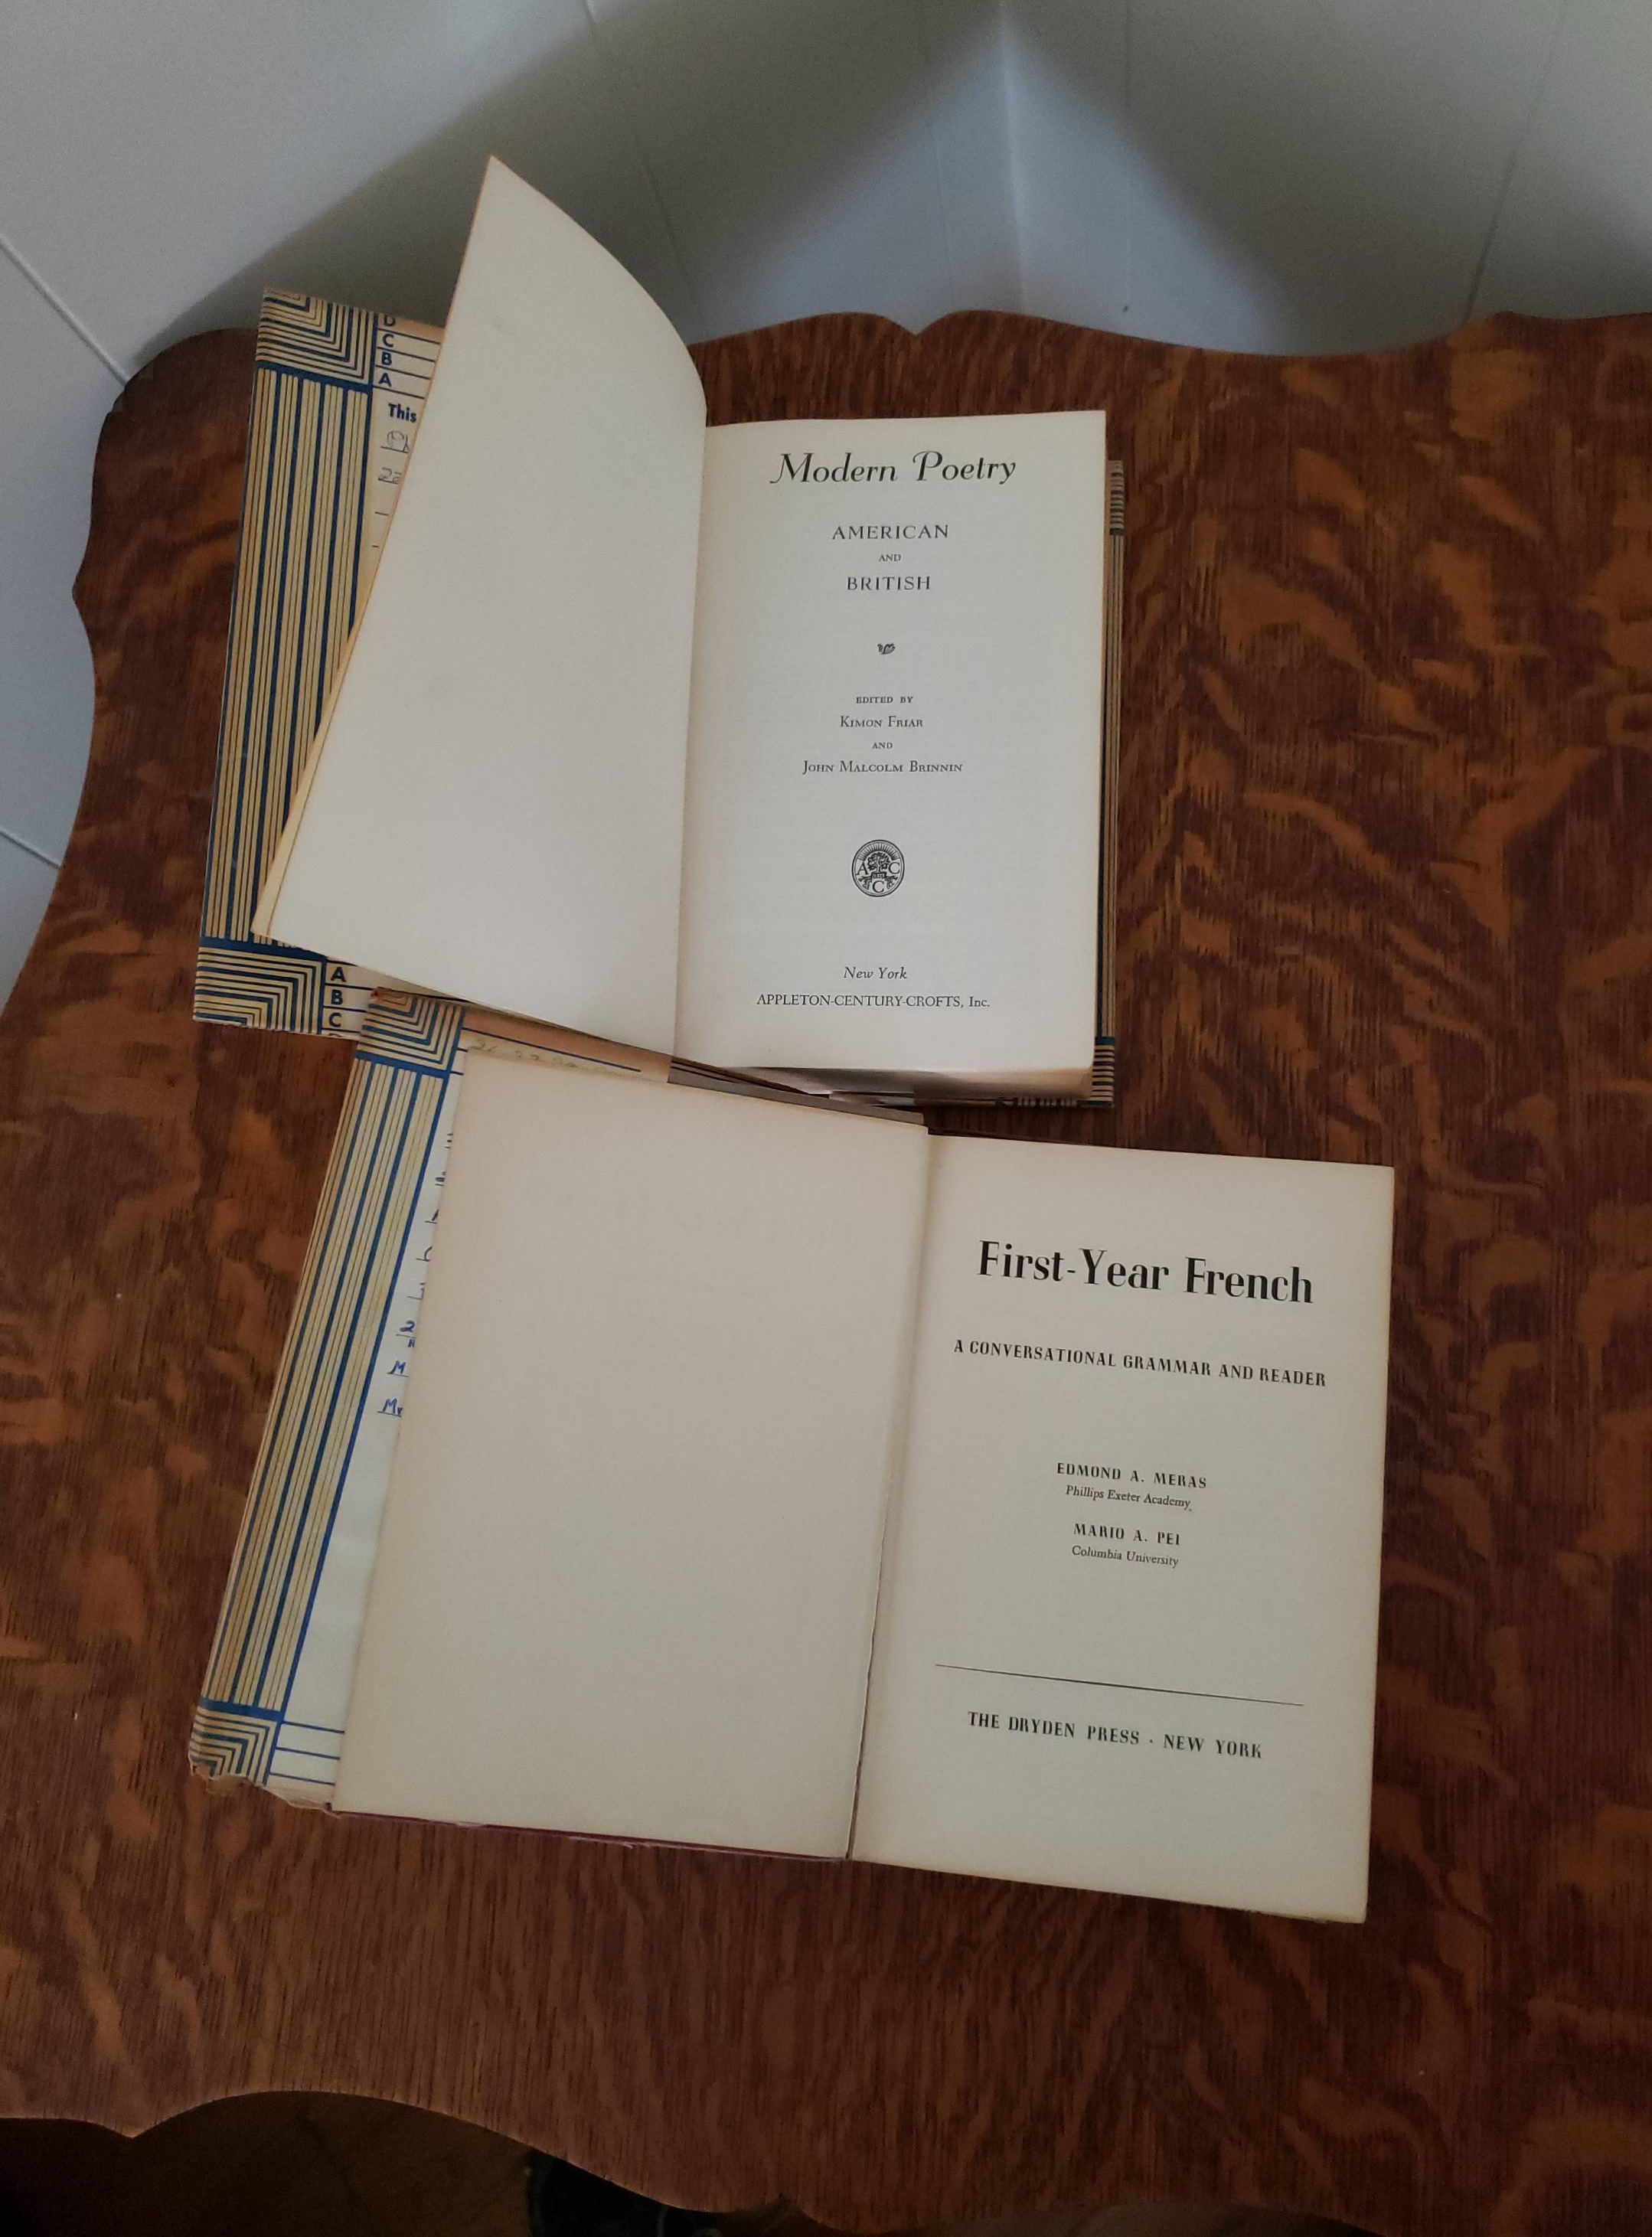 D
C
B
A
This
Modern Poetry
AMERICAN
AND
BRITISH
EDITED BY
KIMON FRIAR
AND
JOHN MALCOLM BRINNIN
A C
C
New York
APPLETON-CENTURY-CROFTS, Inc.
A
B
C
2
M
Mr
First-Year French
A CONVERSATIONAL GRAMMAR AND READER
EDMOND A. MERAS
Phillips Exeter Academy
MARIO A. PEI
Columbia University
THE DRYDEN PRESS · NEW YORK